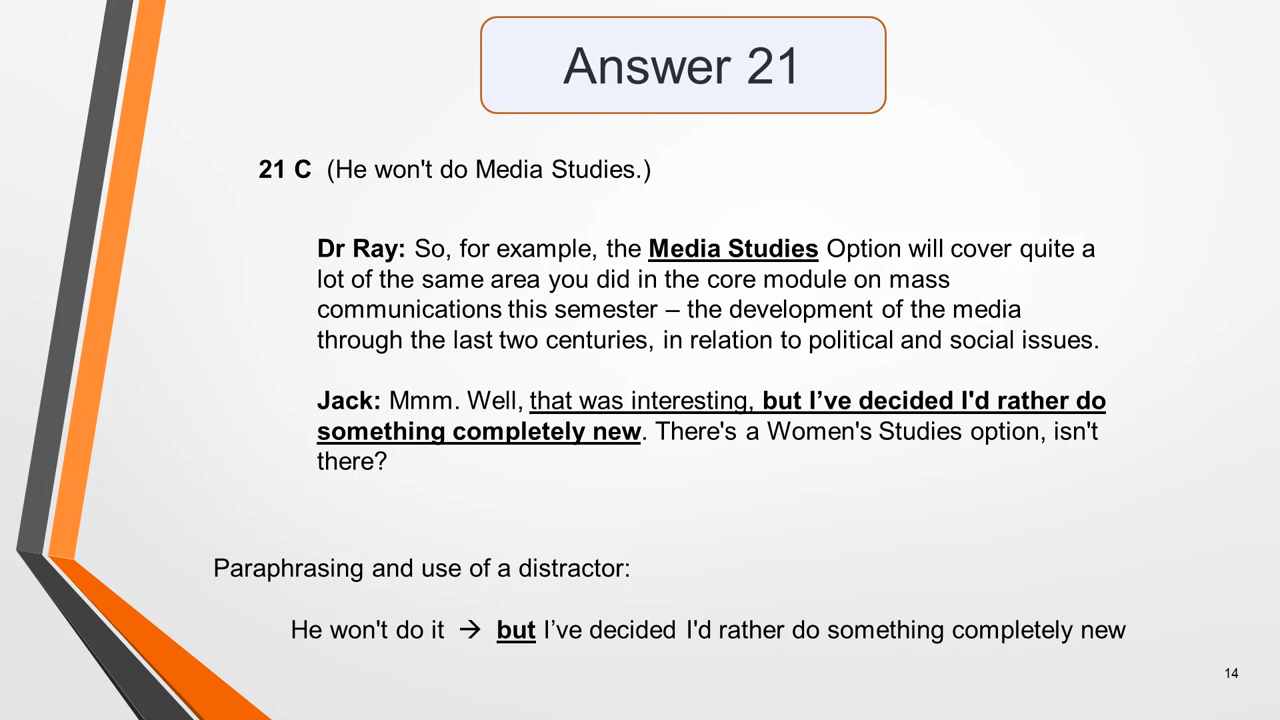 Answer 21
21 C (He won't do Media Studies.)
Dr Ray: So, for example, the Media Studies Option will cover quite a
lot of the same area you did in the core module on mass
communications this semester – the development of the media
through the last two centuries, in relation to political and social issues.
Jack: Mmm. Well, that was interesting, but I’ve decided I'd rather do
something completely new. There's a Women's Studies option, isn't
there?
Paraphrasing and use of a distractor:
He won't do it → but I’ve decided I'd rather do something completely new
14